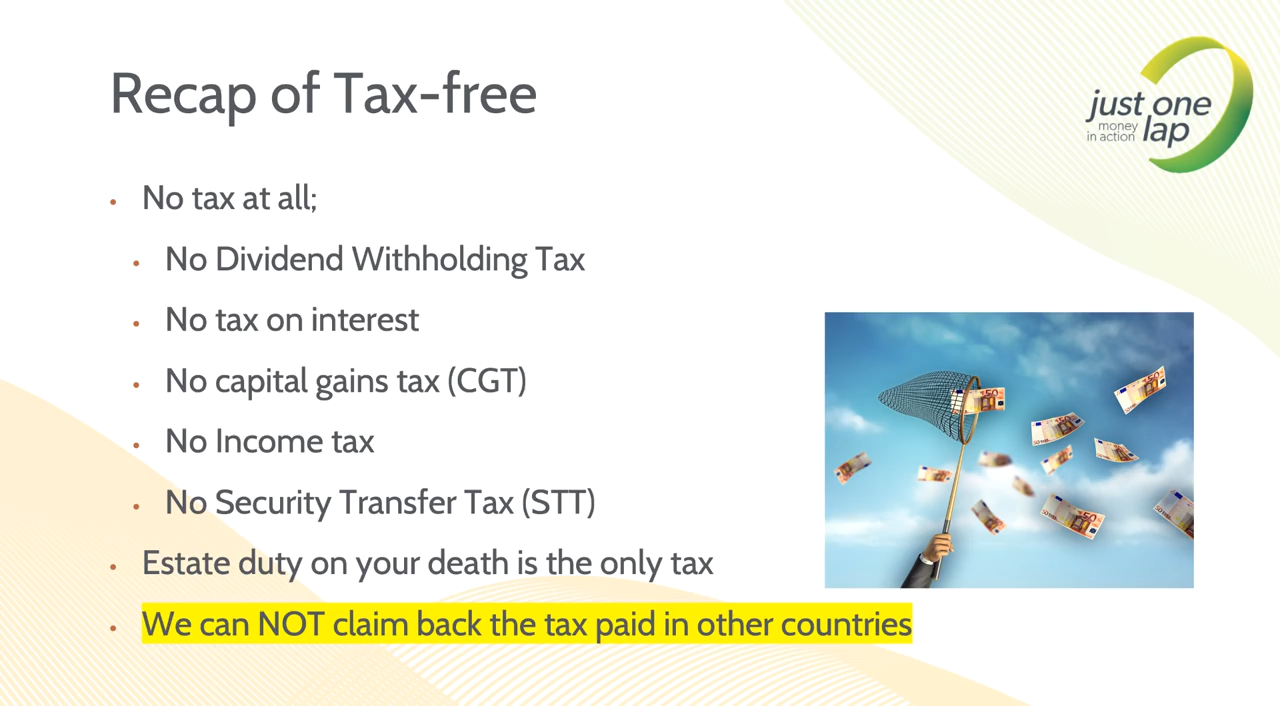 Recap of Tax-free
just one
money
in action lap
• No tax at all;
• No Dividend Withholding Tax
• No tax on interest
• No capital gains tax (CGT)
• No Income tax
• No Security Transfer Tax (STT)
• Estate duty on your death is the only tax
• We can NOT claim back the tax paid in other countries